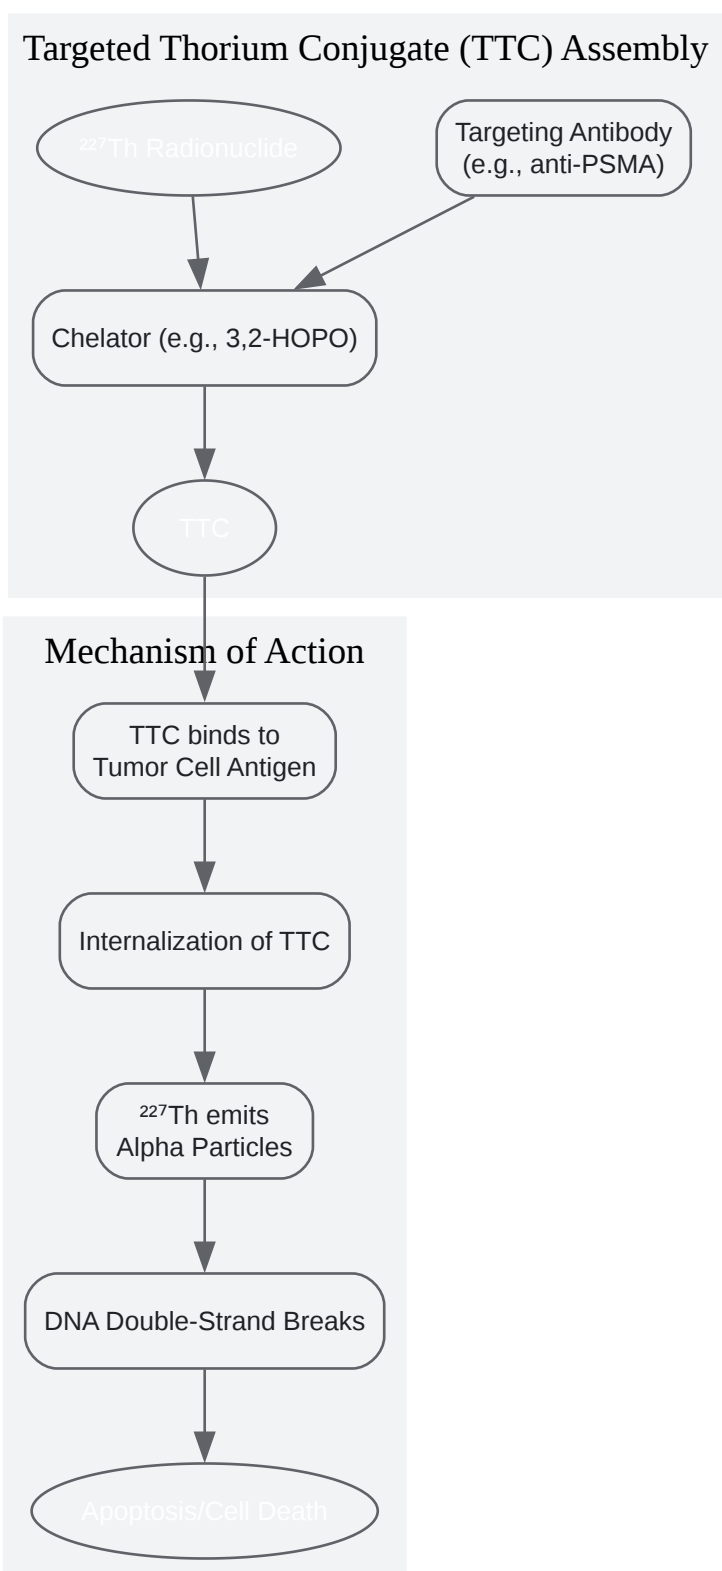 Targeted Thorium Conjugate (TTC) Assembly
²²⁷Th Radionuclide
Targeting Antibody
(e.g., anti-PSMA)
Chelator (e.g., 3,2-HOPO)
TTC
Mechanism of Action
TTC binds to
Tumor Cell Antigen
Internalization of TTC
²²⁷Th emits
Alpha Particles
DNA Double-Strand Breaks
Apoptosis/Cell Death